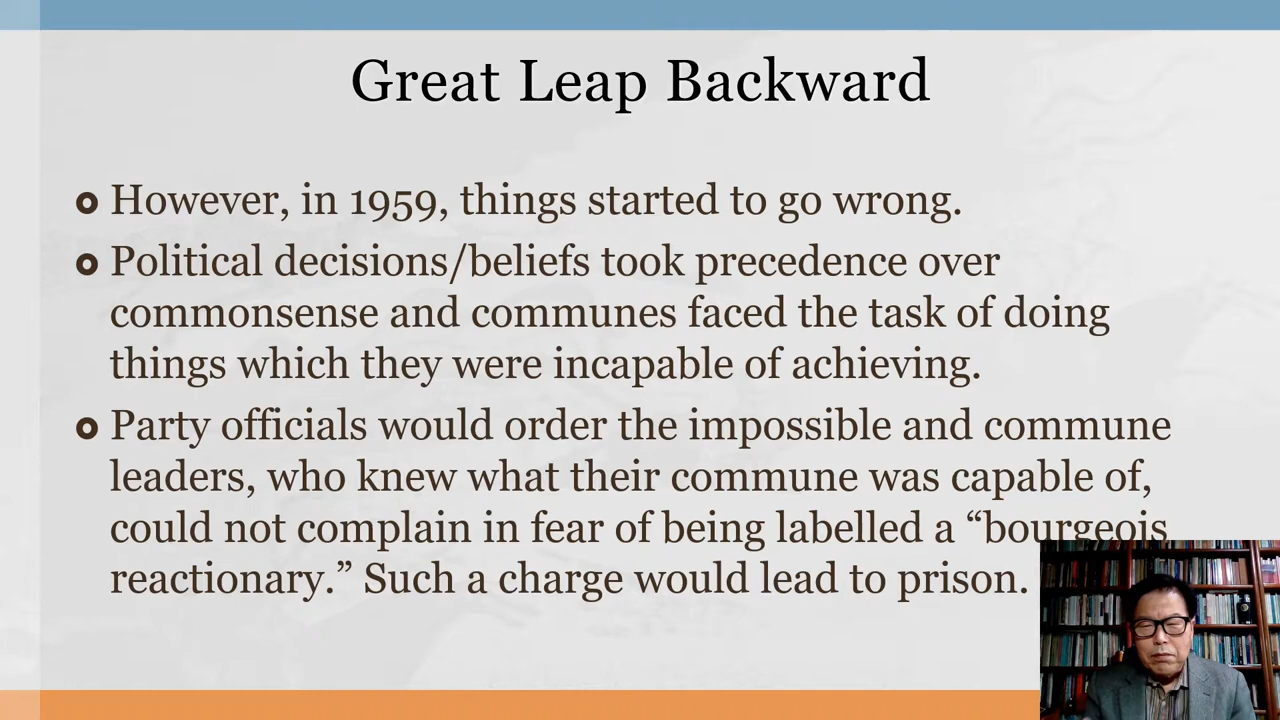 Great Leap Backward
However, in 1959, things started to go wrong.
Political decisions/beliefs took precedence over
commonsense and communes faced the task of doing
things which they were incapable of achieving.
Party officials would order the impossible and commune
leaders, who knew what their commune was capable of,
could not complain in fear of being labelled a “bourgeois
reactionary.” Such a charge would lead to prison.